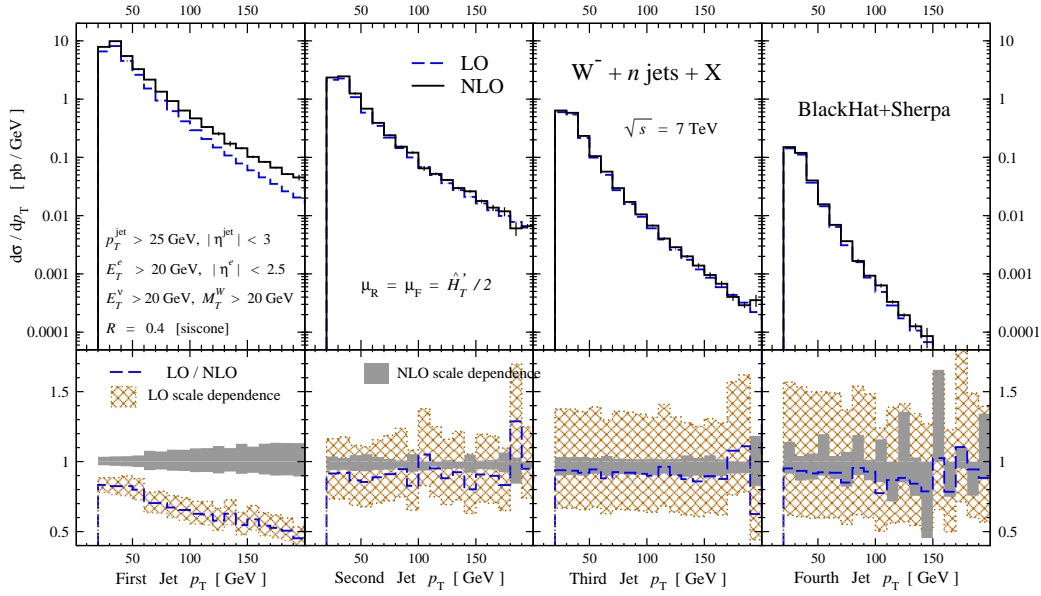 50 100 150 50 100 150 50 100 150 50 100 150
10
1
0.1
0.01
0.001
0.0001
dσ / dp_T [ pb / GeV ]
p_T^jet > 25 GeV, | η^jet | < 3
E_T^e > 20 GeV, | η^e | < 2.5
E_T^ν > 20 GeV, M_T^W > 20 GeV
R = 0.4 [siscone]
LO
NLO
μ_R = μ_F = Ĥ_T' / 2
W^- + n jets + X
√s = 7 TeV
BlackHat+Sherpa
10
1
0.1
0.01
0.001
0.0001
1.5
1
0.5
LO / NLO
LO scale dependence
NLO scale dependence
1.5
1
0.5
50 100 150 50 100 150 50 100 150 50 100 150
First Jet p_T [ GeV ]
Second Jet p_T [ GeV ]
Third Jet p_T [ GeV ]
Fourth Jet p_T [ GeV ]